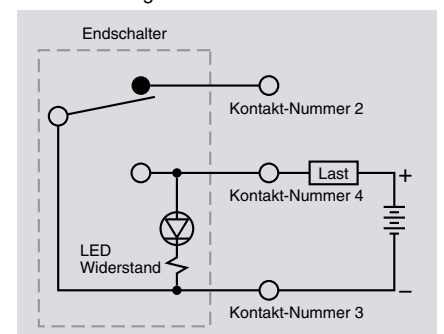 Endschalter
Kontakt-Nummer 2
Last
+
Kontakt-Nummer 4
LED
Widerstand
–
Kontakt-Nummer 3